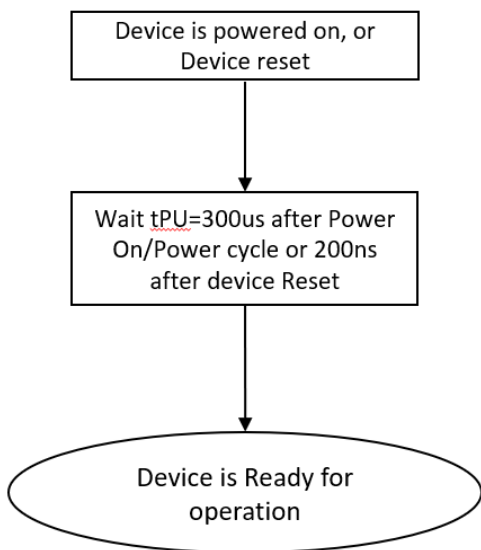 Device is powered on, or
Device reset
Wait tPU=300us after Power
On/Power cycle or 200ns
after device Reset
Device is Ready for
operation